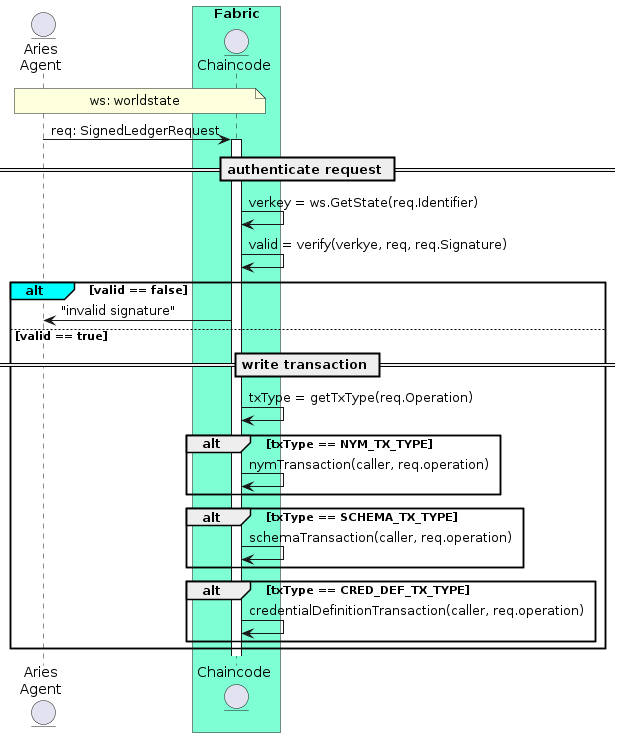 Fabric
Aries
Agent
Chaincode
ws: worldstate
req: SignedLedgerRequest
authenticate request
verkey = ws.GetState(req.Identifier)
valid = verify(verkye, req, req.Signature)
alt [valid == false]
"invalid signature"
[valid == true]
write transaction
txType = getTxType(req.Operation)
alt [txType == NYM_TX_TYPE]
nymTransaction(caller, req.operation)
alt [txType == SCHEMA_TX_TYPE]
schemaTransaction(caller, req.operation)
alt [txType == CRED_DEF_TX_TYPE]
credentialDefinitionTransaction(caller, req.operation)
Aries
Agent
Chaincode